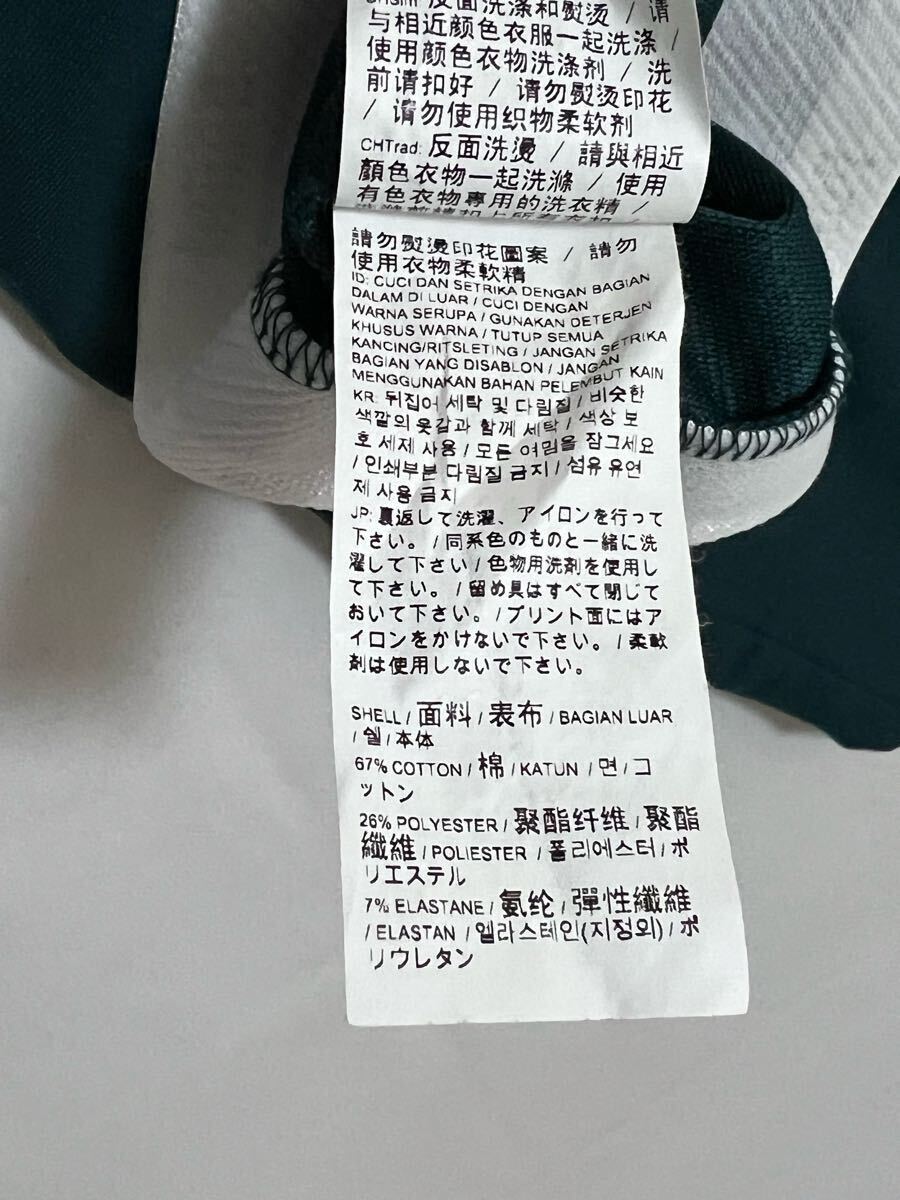 反面洗涤和熨烫 / 请
与相近颜色衣服一起洗涤 /
使用颜色衣物洗涤剂 / 洗
前请扣好 / 请勿熨烫印花
/ 请勿使用织物柔软剂
CHTrad: 反面洗燙 / 請與相近
顏色衣物一起洗滌 / 使用
有色衣物專用的洗衣精 /
請勿熨燙印花圖案 / 請勿
使用衣物柔軟精
ID: CUCI DAN SETRIKA DENGAN BAGIAN
DALAM DI LUAR / CUCI DENGAN
WARNA SERUPA / GUNAKAN DETERJEN
KHUSUS WARNA / TUTUP SEMUA
KANCING/RITSLETING / JANGAN SETRIKA
BAGIAN YANG DISABLON / JANGAN
MENGGUNAKAN BAHAN PELEMBUT KAIN
KR: 뒤집어 세탁 및 다림질 / 비슷한
색깔의 옷감과 함께 세탁 / 색상 보
호 세제 사용 / 모든 여밈을 잠그세요
/ 인쇄부분 다림질 금지 / 섬유 유연
제 사용 금지
JP: 裏返して洗濯、アイロンを行って
下さい。/ 同系色のものと一緒に洗
濯して下さい / 色物用洗剤を使用し
て下さい。/ 留め具はすべて閉じて
おいて下さい。/ プリント面にはア
イロンをかけないで下さい。/ 柔軟
剤は使用しないで下さい。
SHELL / 面料 / 表布 / BAGIAN LUAR
/ 쉘 / 本体
67% COTTON / 棉 / KATUN / 면 / コ
ットン
26% POLYESTER / 聚酯纤维 / 聚酯
纖維 / POLIESTER / 폴리에스터 / ポ
リエステル
7% ELASTANE / 氨纶 / 彈性纖維
/ ELASTAN / 엘라스테인(지정외) / ポ
リウレタン